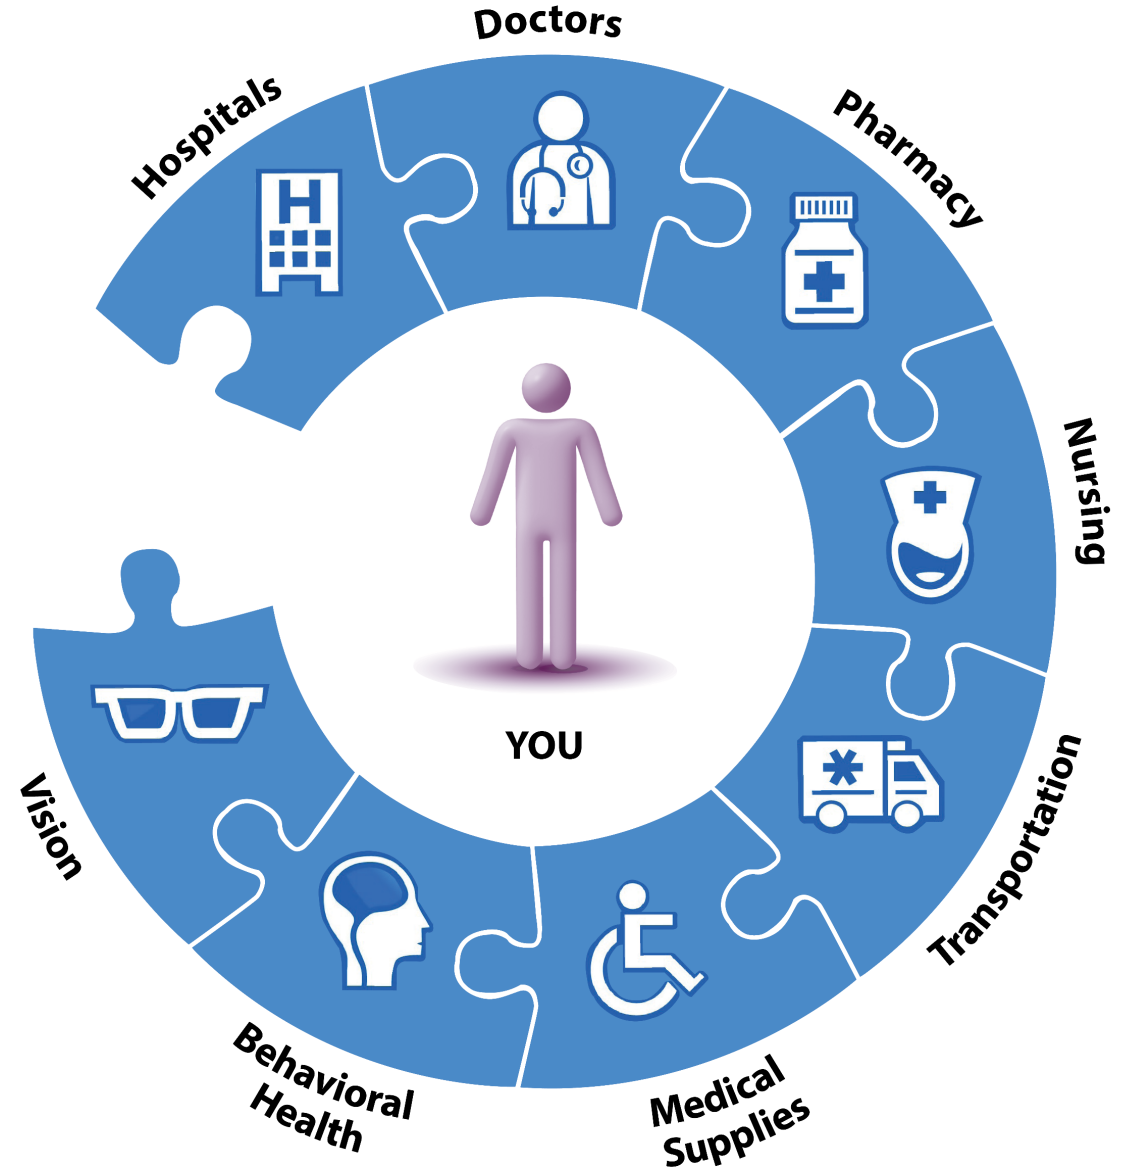 Doctors
Hospitals
Pharmacy
Nursing
Transportation
Medical
Supplies
Behavioral
Health
Vision
H
YOU